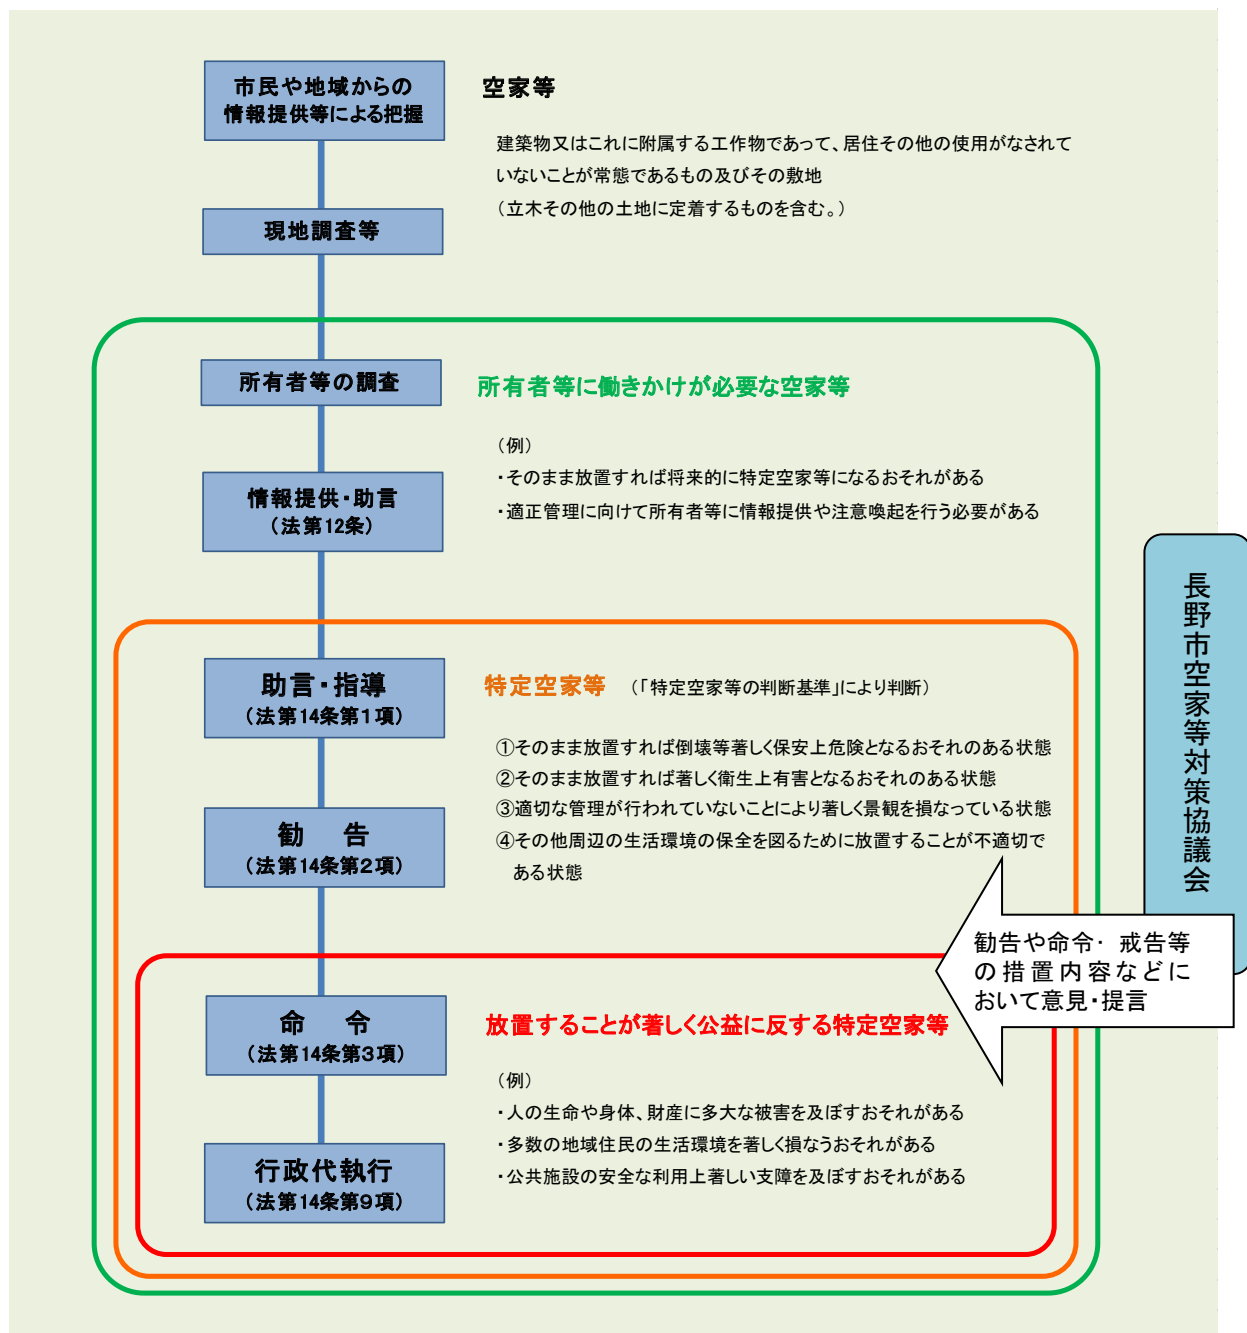 市民や地域からの
情報提供等による把握
空家等
建築物又はこれに附属する工作物であって、居住その他の使用がなされて
いないことが常態であるもの及びその敷地
（立木その他の土地に定着するものを含む。）
現地調査等
所有者等の調査
所有者等に働きかけが必要な空家等
（例）
・そのまま放置すれば将来的に特定空家等になるおそれがある
・適正管理に向けて所有者等に情報提供や注意喚起を行う必要がある
情報提供・助言
（法第12条）
助言・指導
（法第14条第１項）
特定空家等 （「特定空家等の判断基準」により判断）
①そのまま放置すれば倒壊等著しく保安上危険となるおそれのある状態
②そのまま放置すれば著しく衛生上有害となるおそれのある状態
③適切な管理が行われていないことにより著しく景観を損なっている状態
④その他周辺の生活環境の保全を図るために放置することが不適切で
ある状態
勧　告
（法第14条第２項）
長野市空家等対策協議会
勧告や命令・ 戒告等
の措置内容などに
おいて意見・提言
命　令
（法第14条第３項）
放置することが著しく公益に反する特定空家等
（例）
・人の生命や身体、財産に多大な被害を及ぼすおそれがある
・多数の地域住民の生活環境を著しく損なうおそれがある
・公共施設の安全な利用上著しい支障を及ぼすおそれがある
行政代執行
（法第14条第９項）